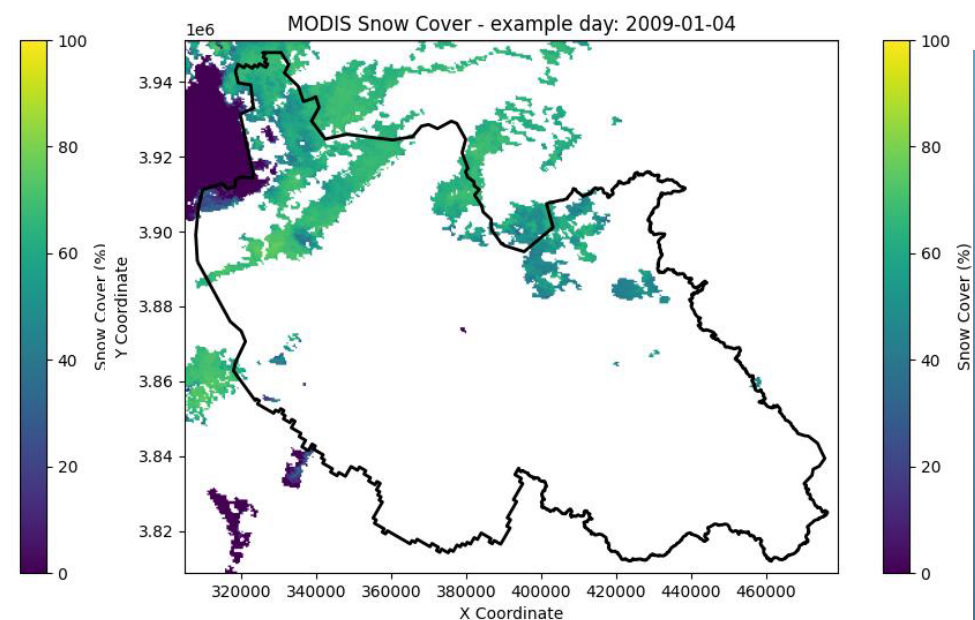 MODIS Snow Cover - example day: 2009-01-04
1e6
100
80
60
40
20
0
Snow Cover (%)
Y Coordinate
3.94
3.92
3.90
3.88
3.86
3.84
3.82
320000 340000 360000 380000 400000 420000 440000 460000
X Coordinate
100
80
60
40
20
0
Snow Cover (%)